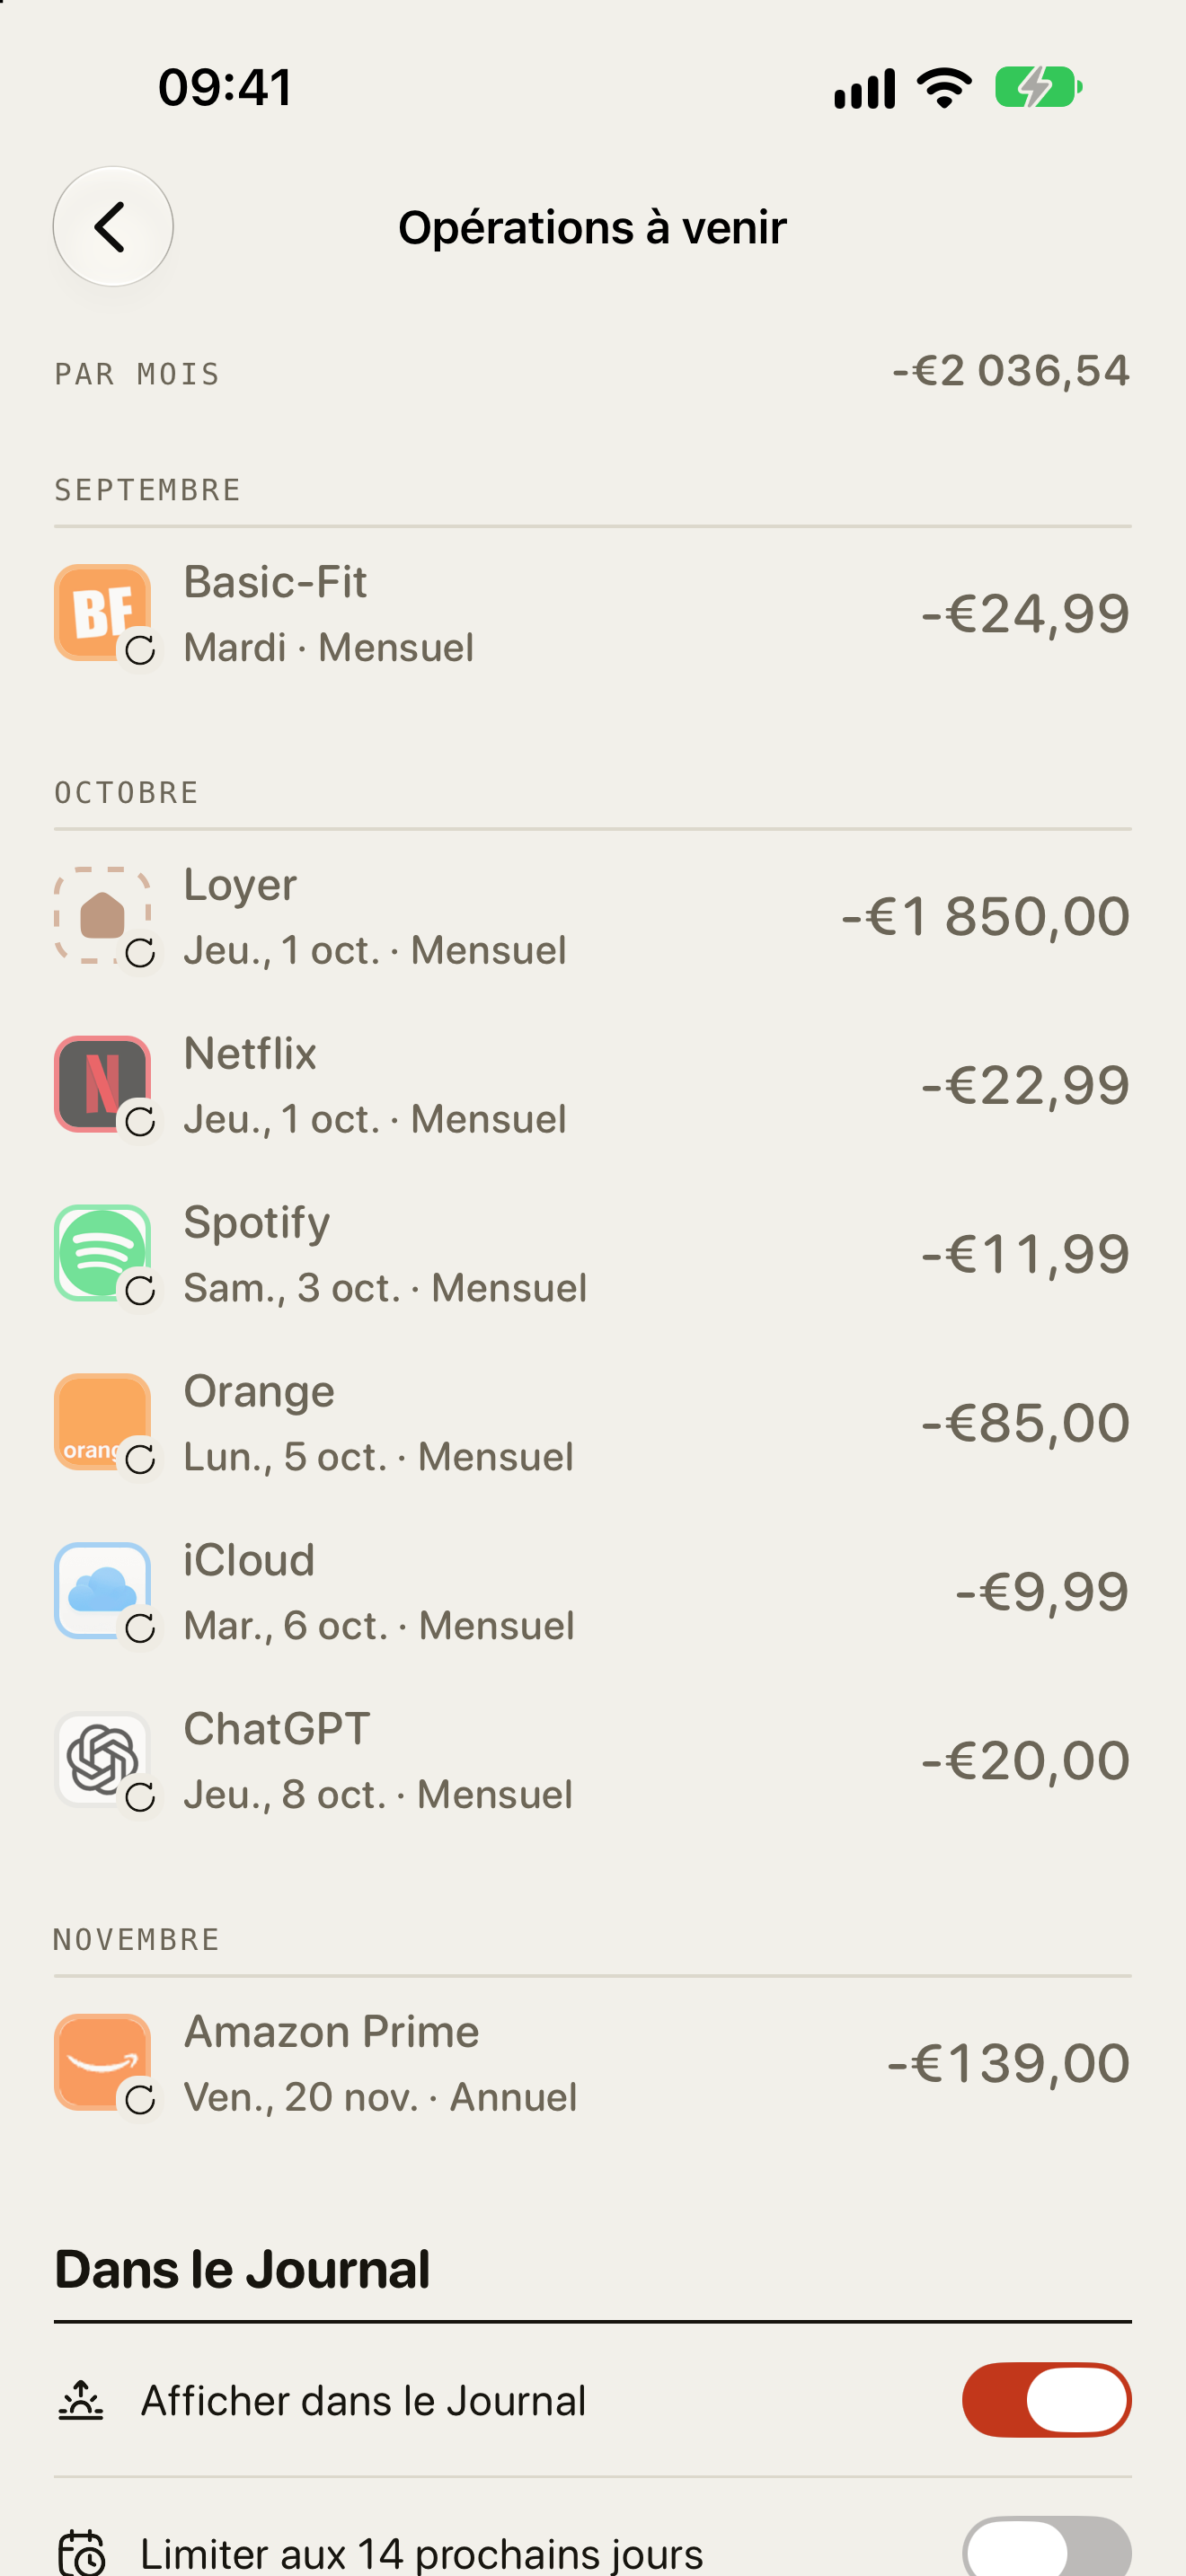 09:41
Opérations à venir
PAR MOIS -€2 036,54
SEPTEMBRE
BF
Basic-Fit
Mardi · Mensuel
-€24,99
OCTOBRE
Loyer
Jeu., 1 oct. · Mensuel
-€1 850,00
N
Netflix
Jeu., 1 oct. · Mensuel
-€22,99
Spotify
Sam., 3 oct. · Mensuel
-€11,99
Orange
Lun., 5 oct. · Mensuel
-€85,00
iCloud
Mar., 6 oct. · Mensuel
-€9,99
ChatGPT
Jeu., 8 oct. · Mensuel
-€20,00
NOVEMBRE
Amazon Prime
Ven., 20 nov. · Annuel
-€139,00
Dans le Journal
Afficher dans le Journal
Limiter aux 14 prochains jours